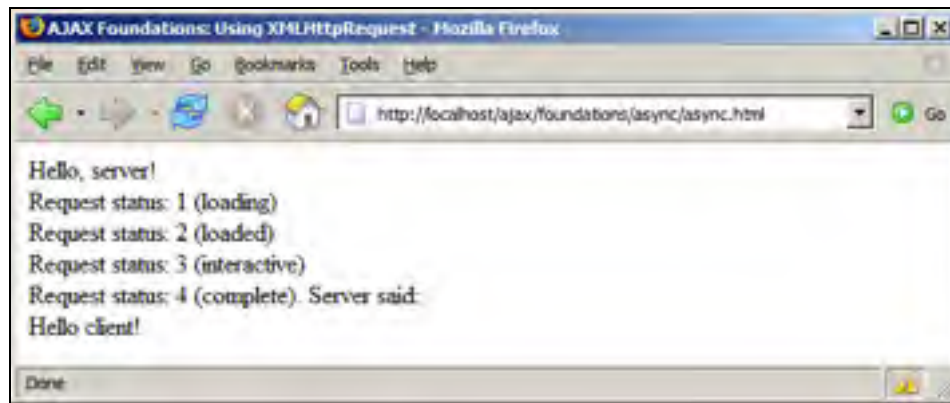 AJAX Foundations: Using XMLHttpRequest - Mozilla Firefox
File Edit View Go Bookmarks Tools Help
http://localhost/ajax/foundations/async/async.html Go
Hello, server!
Request status: 1 (loading)
Request status: 2 (loaded)
Request status: 3 (interactive)
Request status: 4 (complete). Server said:
Hello client!
Done